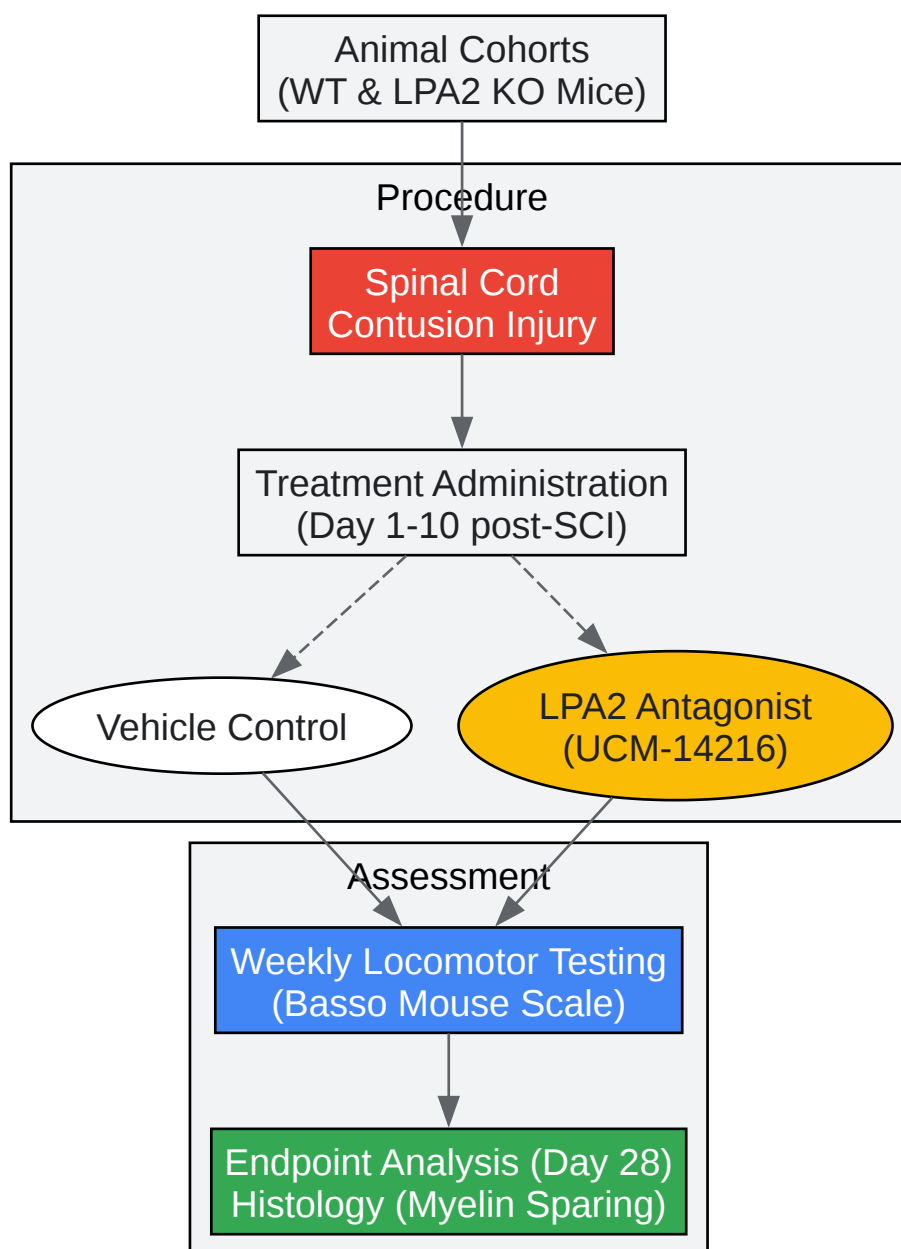 Animal Cohorts
(WT & LPA2 KO Mice)
Procedure
Spinal Cord
Contusion Injury
Treatment Administration
(Day 1-10 post-SCI)
Vehicle Control
LPA2 Antagonist
(UCM-14216)
Assessment
Weekly Locomotor Testing
(Basso Mouse Scale)
Endpoint Analysis (Day 28)
Histology (Myelin Sparing)